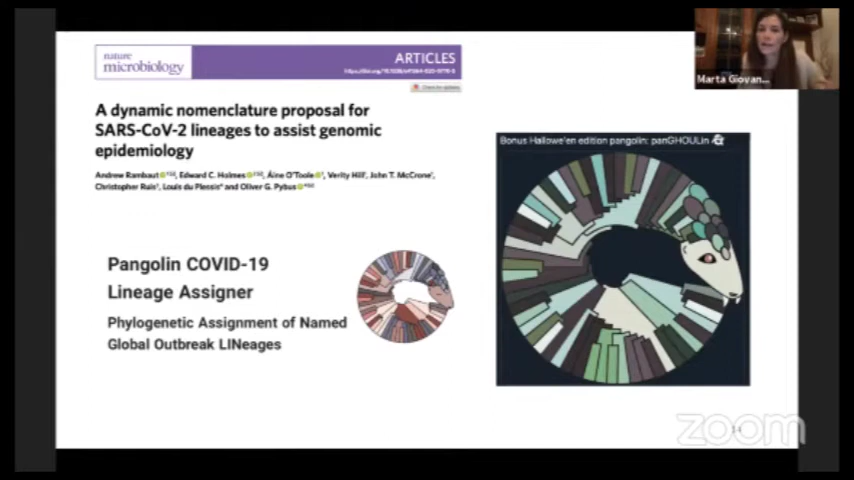 nature
microbiology
ARTICLES
A dynamic nomenclature proposal for
SARS-CoV-2 lineages to assist genomic
epidemiology
Andrew Rambaut, Edward C. Holmes, Áine O'Toole, Verity Hill, John T. McCrone,
Christopher Ruis, Louis du Plessis and Oliver G. Pybus
Pangolin COVID-19
Lineage Assigner
Phylogenetic Assignment of Named
Global Outbreak LINeages
Bonus Hallowe'en edition pangolin: panGHOULin
Marta Giovan...
zoom